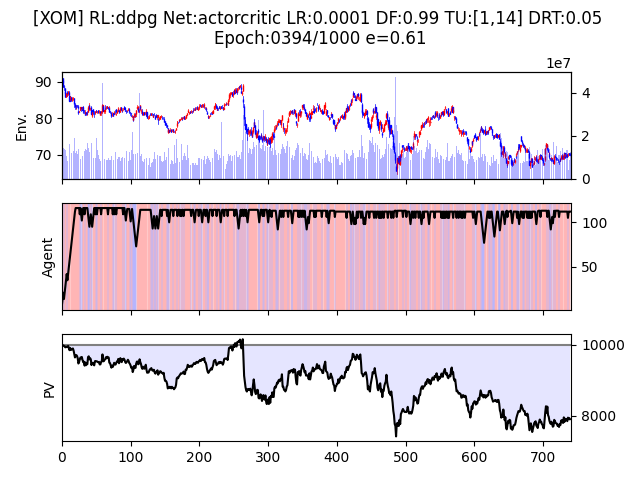 [XOM] RL:ddpg Net:actorcritic LR:0.0001 DF:0.99 TU:[1,14] DRT:0.05
Epoch:0394/1000 e=0.61
1e7
90
80
70
Env.
4
2
0
Agent
100
50
PV
10000
8000
0 100 200 300 400 500 600 700